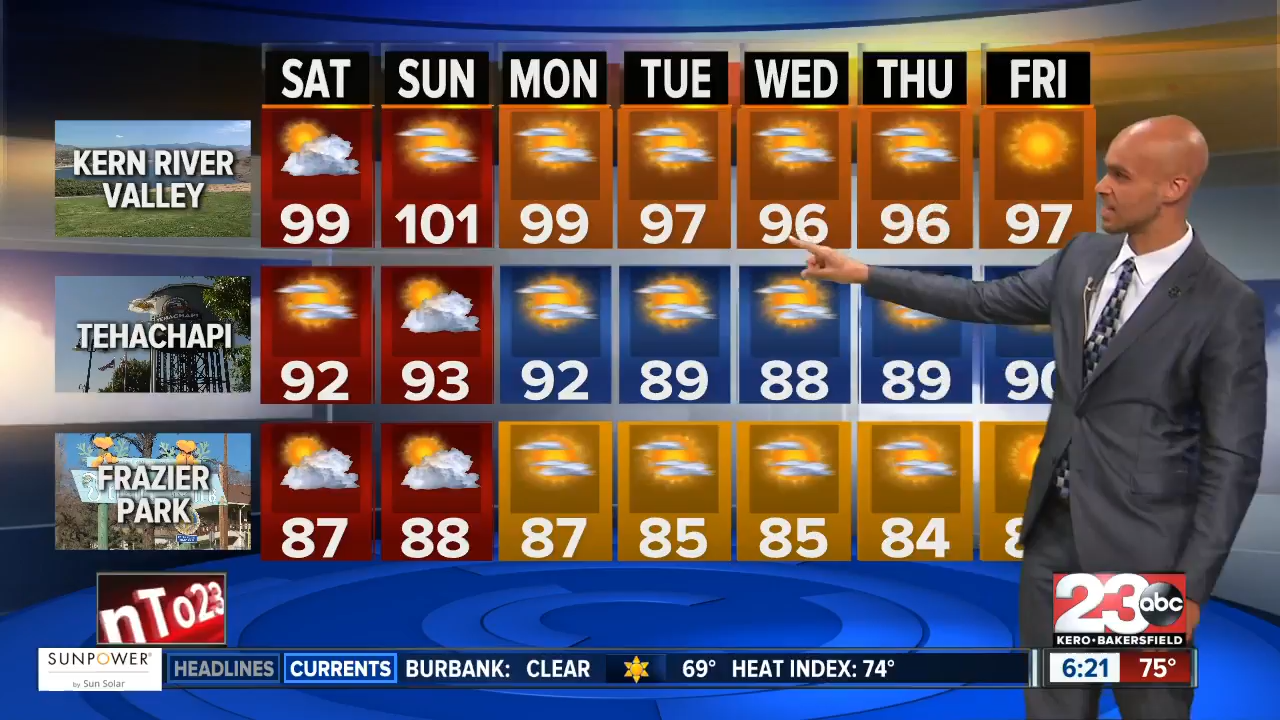 SAT SUN MON TUE WED THU FRI
KERN RIVER
VALLEY
99 101 99 97 96 96 97
TEHACHAPI
92 93 92 89 88 89 90
FRAZIER
PARK
87 88 87 85 85 84
nTo23
23 abc
KERO•BAKERSFIELD
SUNPOWER®
by Sun Solar
HEADLINES CURRENTS BURBANK: CLEAR 69° HEAT INDEX: 74° 6:21 75°